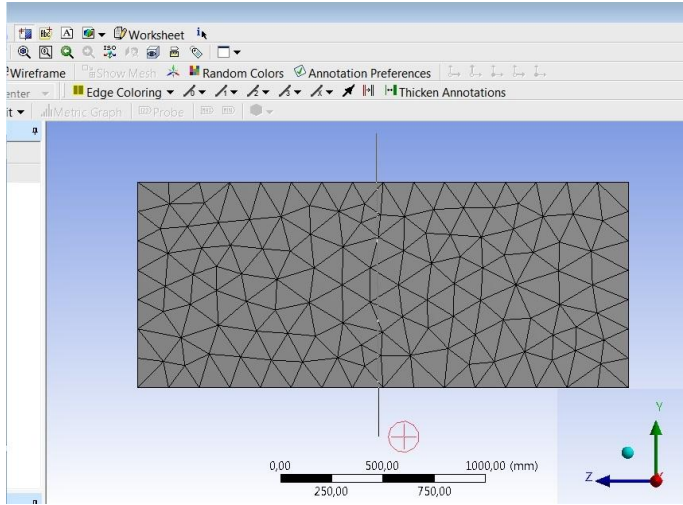 A Worksheet i
ISO
Wireframe Show Mesh Random Colors Annotation Preferences
enter Edge Coloring Thicken Annotations
it Metric Graph Probe
0,00 500,00 1000,00 (mm)
250,00 750,00
Y
Z
X